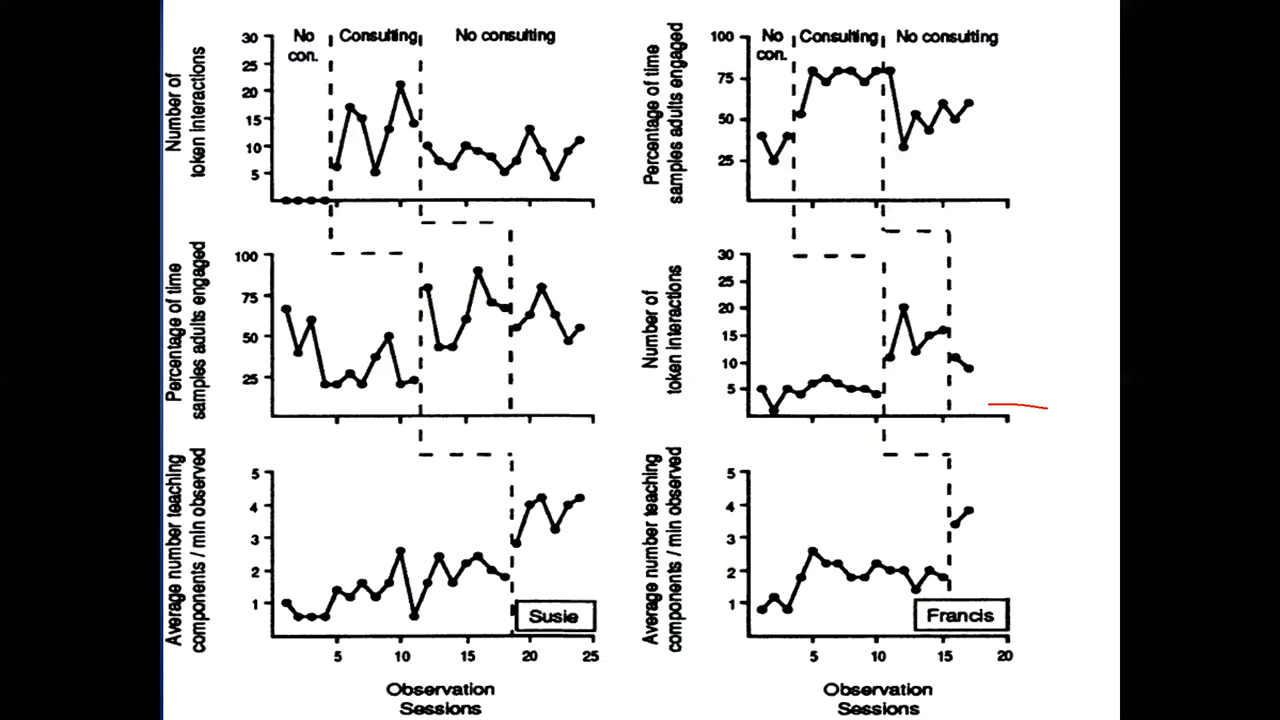 No con.
Consulting
No consulting
Number of
token interactions
30
25
20
15
10
5
Percentage of time
samples adults engaged
100
75
50
25
Average number teaching
components / min observed
5
4
3
2
1
Susie
5
10
15
20
25
Observation
Sessions
No con.
Consulting
No consulting
Percentage of time
samples adults engaged
100
75
50
25
Number of
token interactions
30
25
20
15
10
5
Average number teaching
components / min observed
5
4
3
2
1
Francis
5
10
15
20
Observation
Sessions